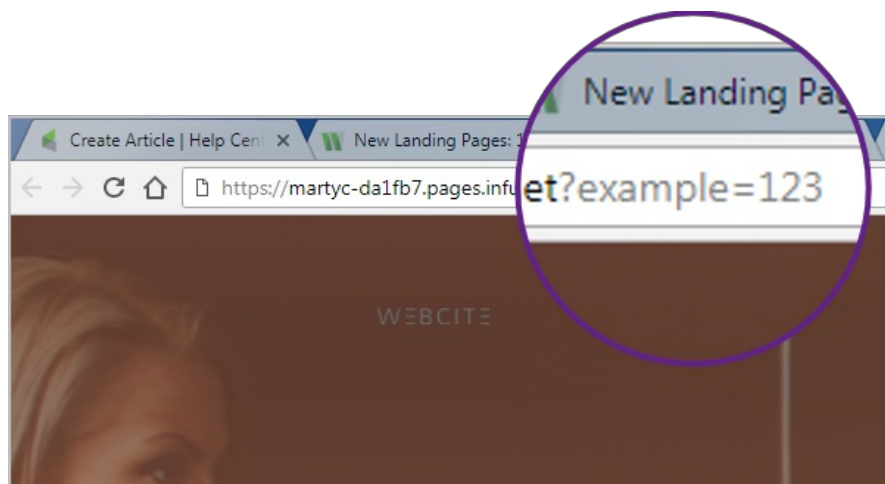 New Landing Pag
Create Article | Help Cent
New Landing Pages: 1
https://martyc-da1fb7.pages.infu
et?example=123
WEBCITE